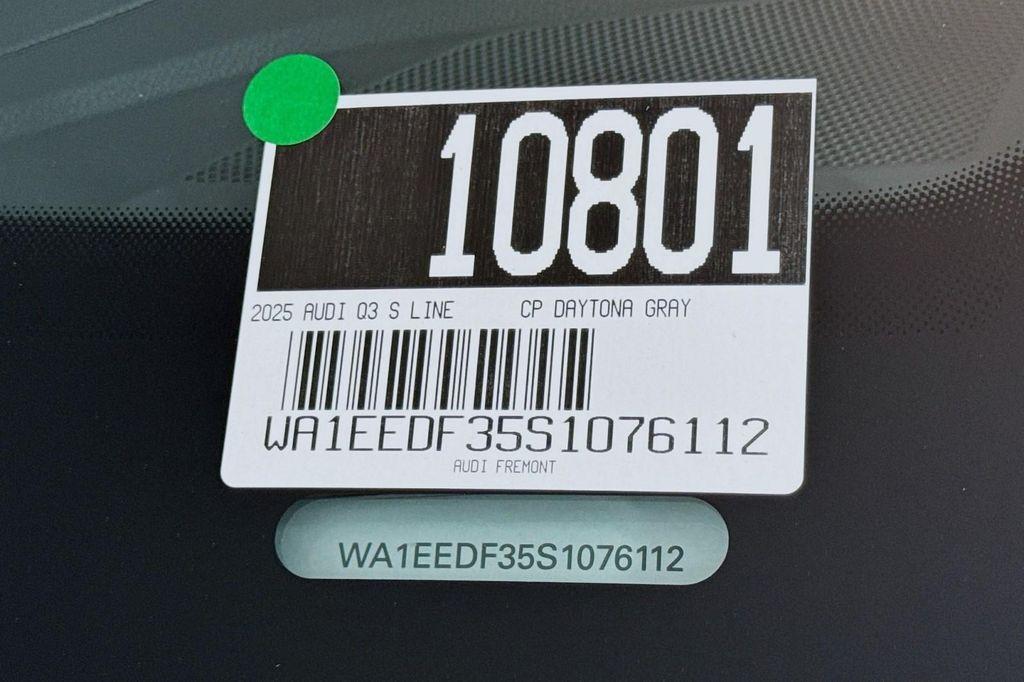 10801
2025 AUDI Q3 S LINE CP DAYTONA GRAY
WA1EEDF35S1076112
AUDI FREMONT
WA1EEDF35S1076112